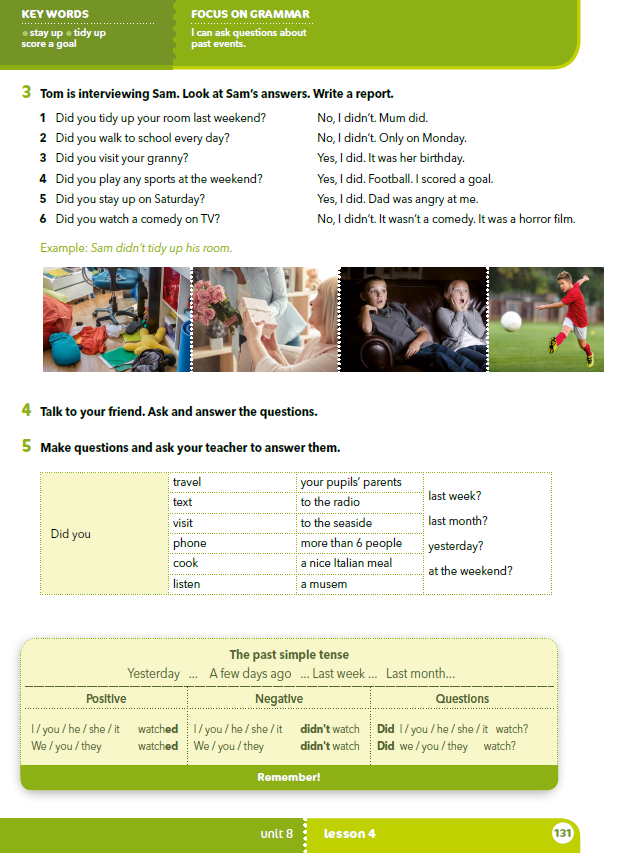 KEY WORDS
stay up tidy up
score a goal
FOCUS ON GRAMMAR
I can ask questions about
past events.
3 Tom is interviewing Sam. Look at Sam's answers. Write a report.
1 Did you tidy up your room last weekend? No, I didn't. Mum did.
2 Did you walk to school every day? No, I didn't. Only on Monday.
3 Did you visit your granny? Yes, I did. It was her birthday.
4 Did you play any sports at the weekend? Yes, I did. Football. I scored a goal.
5 Did you stay up on Saturday? Yes, I did. Dad was angry at me.
6 Did you watch a comedy on TV? No, I didn't. It wasn't a comedy. It was a horror film.
Example: Sam didn't tidy up his room.
4 Talk to your friend. Ask and answer the questions.
5 Make questions and ask your teacher to answer them.
Did you
travel your pupils' parents
text to the radio
visit to the seaside
phone more than 6 people
cook a nice Italian meal
listen a musem
last week?
last month?
yesterday?
at the weekend?
The past simple tense
Yesterday ... A few days ago ... Last week ... Last month...
Positive Negative Questions
I / you / he / she / it watched I / you / he / she / it didn't watch Did I / you / he / she / it watch?
We / you / they watched We / you / they didn't watch Did we / you / they watch?
Remember!
unit 8 lesson 4 131